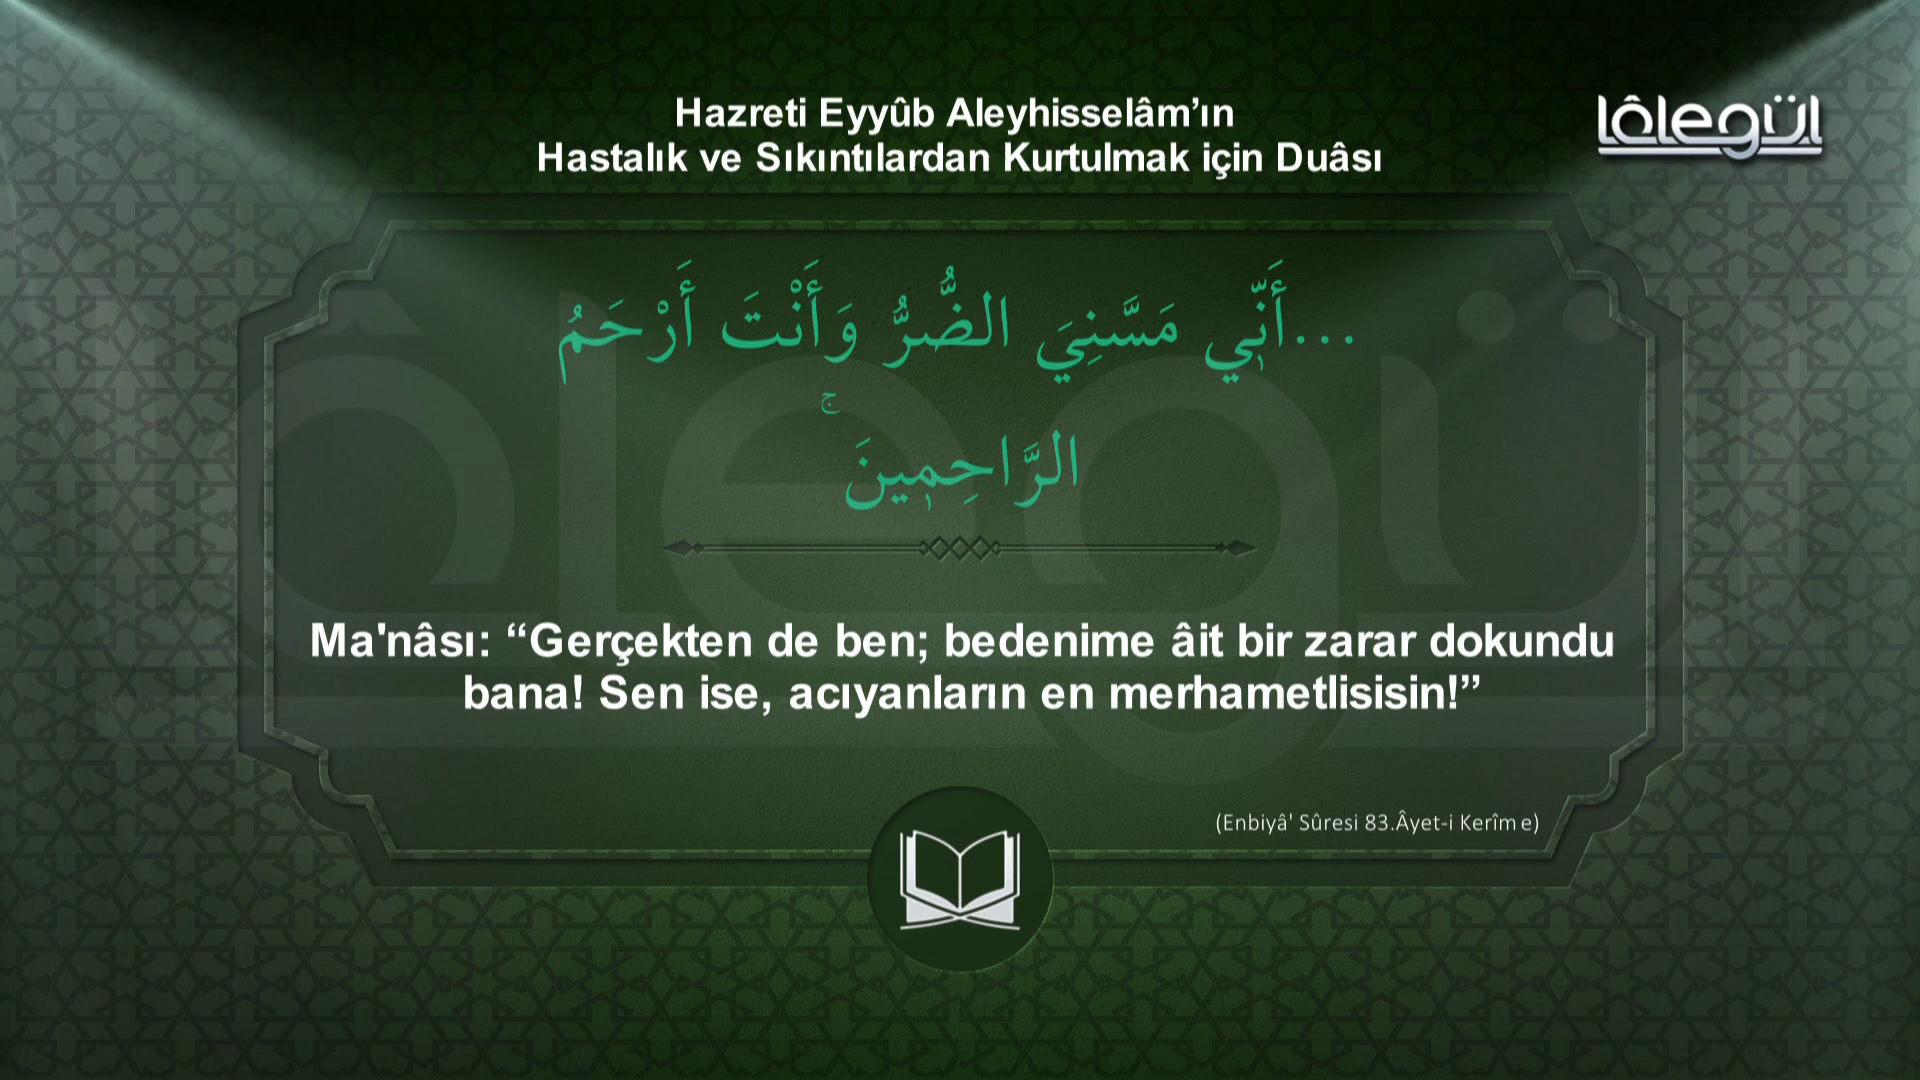 Hazreti Eyyûb Aleyhisselâm’ın
Hastalık ve Sıkıntılardan Kurtulmak için Duâsı
lâlegül
...أَنّٖي مَسَّنِيَ الضُّرُّ وَأَنْتَ أَرْحَمُ
الرَّاحِمٖينَۚ
Ma'nâsı: “Gerçekten de ben; bedenime âit bir zarar dokundu
bana! Sen ise, acıyanların en merhametlisisin!”
(Enbiyâ' Sûresi 83.Âyet-i Kerîme)